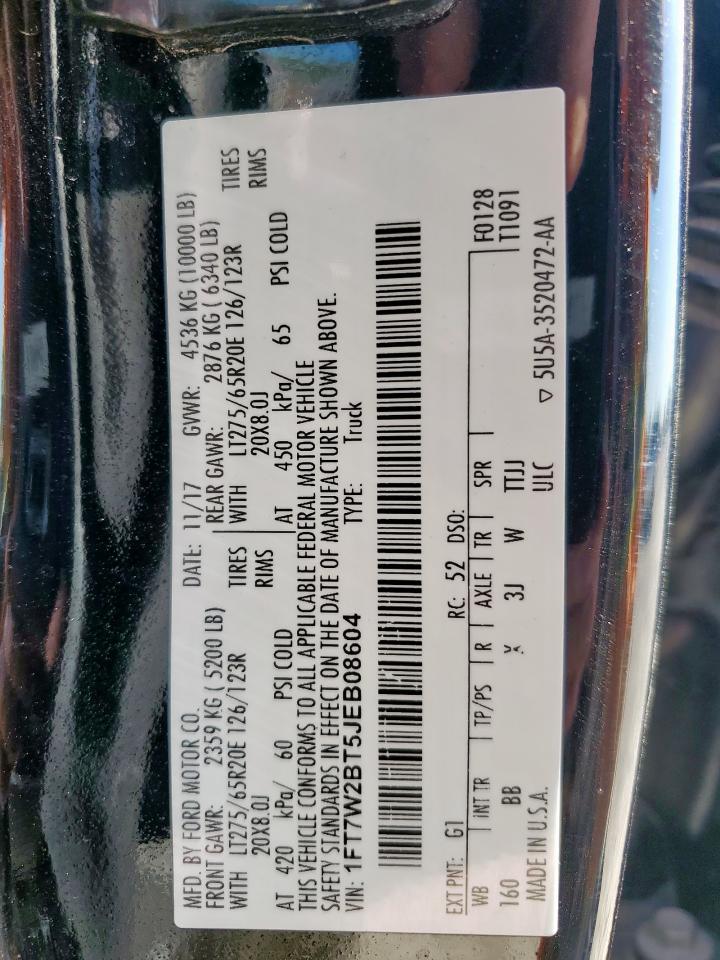 MFD. BY FORD MOTOR CO. DATE: 11/17 GVWR: 4536 KG (10000 LB)
FRONT GAWR: 2359 KG ( 5200 LB) REAR GAWR: 2876 KG ( 6340 LB)
WITH LT275/65R20E 126/123R TIRES WITH LT275/65R20E 126/123R TIRES
20X8.0J RIMS 20X8.0J RIMS
AT 420 kPa/ 60 PSI COLD AT 450 kPa/ 65 PSI COLD
THIS VEHICLE CONFORMS TO ALL APPLICABLE FEDERAL MOTOR VEHICLE
SAFETY STANDARDS IN EFFECT ON THE DATE OF MANUFACTURE SHOWN ABOVE.
VIN: 1FT7W2BT5JEB08604 TYPE: Truck
EXT PNT: G1 RC: 52 DSO: F0128
WB INT TR TP/PS R AXLE TR SPR T1091
160 BB X 3J W TTJJ
MADE IN U.S.A. ULC
▽ 5U5A-3520472-AA